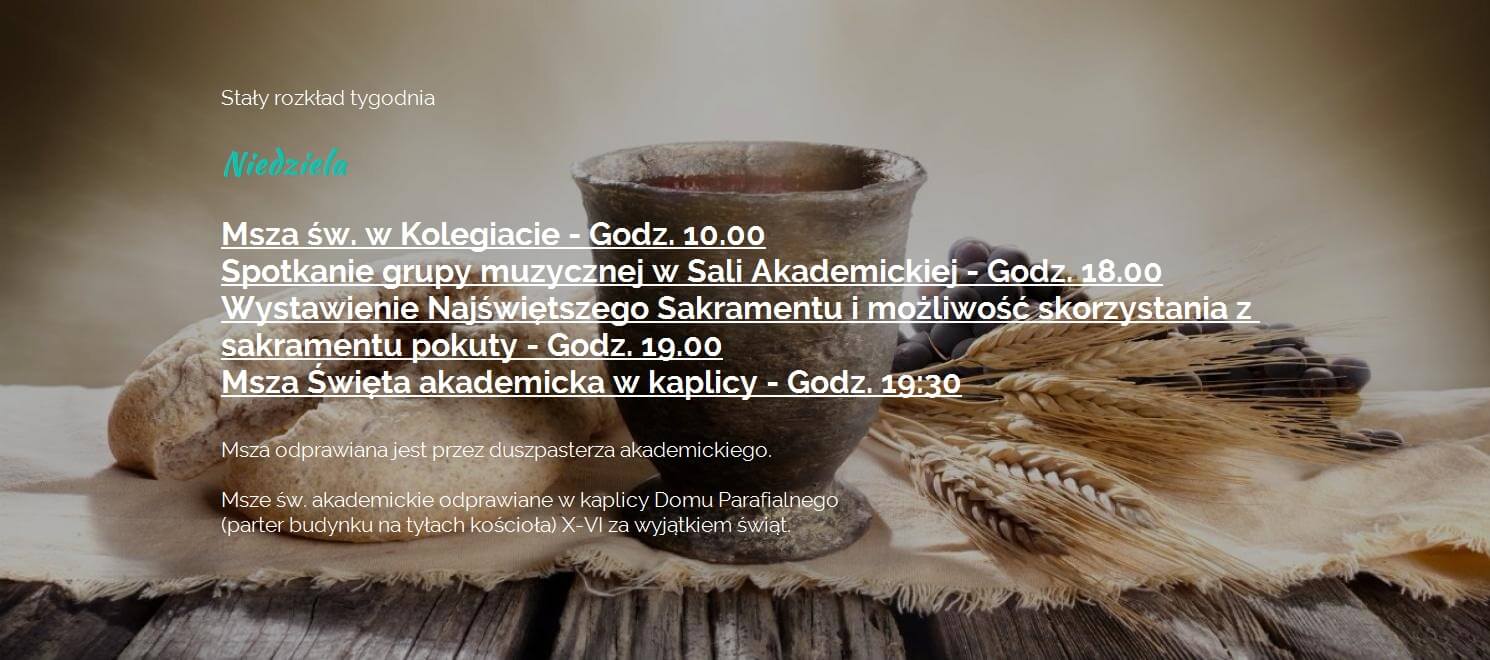 Stały rozkład tygodnia
Niedziela
Msza św. w Kolegiacie - Godz. 10.00
Spotkanie grupy muzycznej w Sali Akademickiej - Godz. 18.00
Wystawienie Najświętszego Sakramentu i możliwość skorzystania z
sakramentu pokuty - Godz. 19.00
Msza Święta akademicka w kaplicy - Godz. 19:30
Msza odprawiana jest przez duszpasterza akademickiego.
Msze św. akademickie odprawiane w kaplicy Domu Parafialnego
(parter budynku na tyłach kościoła) X-VI za wyjątkiem świąt.